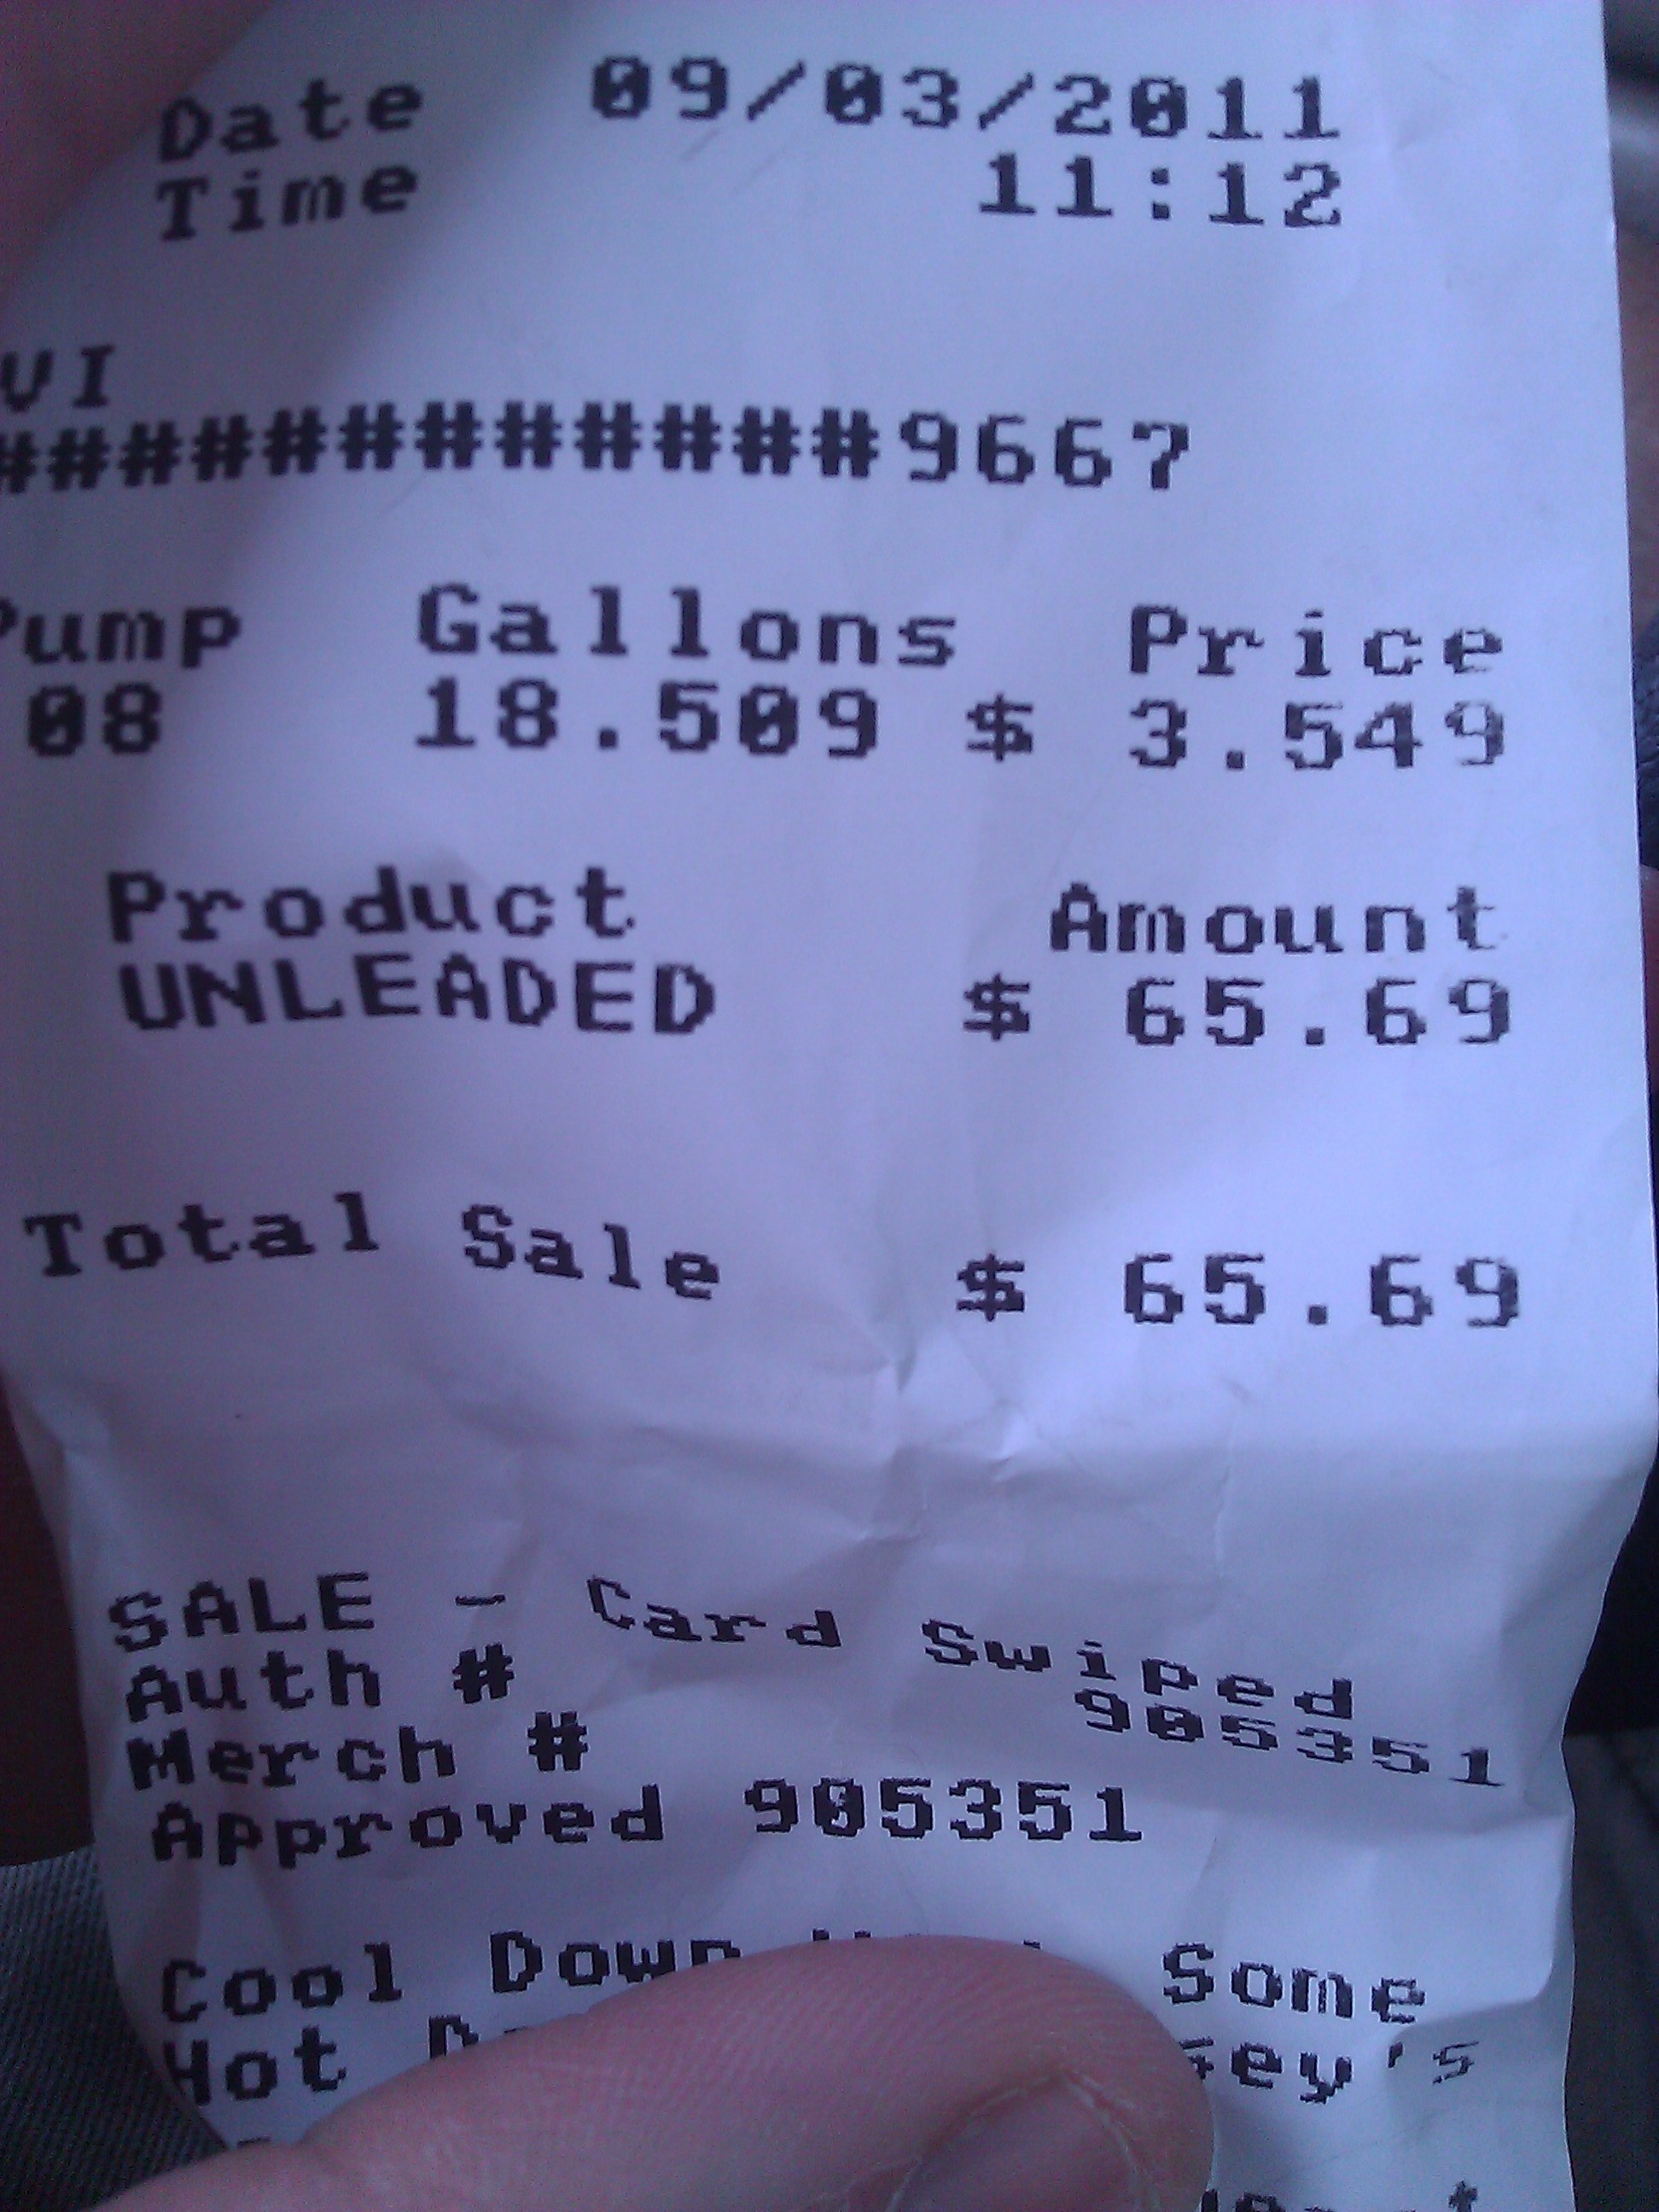 Date 09/03/2011
Time 11:12
VI
#############9667
Pump Gallons Price
08 18.509 $ 3.549
Product Amount
UNLEADED $ 65.69
Total Sale $ 65.69
SALE - Card Swiped
Auth # 905351
Merch #
Approved 905351
Cool Down Some
Hot